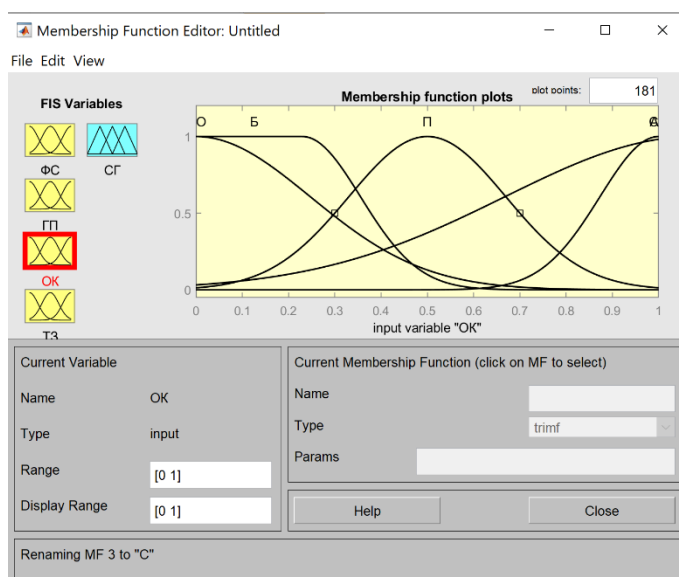 Membership Function Editor: Untitled
File Edit View
FIS Variables
ФС
СГ
ГП
ОК
ТЗ
Membership function plots
plot points:
181
О
Б
П
1
0.5
0
0 0.1 0.2 0.3 0.4 0.5 0.6 0.7 0.8 0.9 1
input variable "ОК"
Current Variable
Name ОК
Type input
Range [0 1]
Display Range [0 1]
Current Membership Function (click on MF to select)
Name
Type trimf
Params
Help
Close
Renaming MF 3 to "С"